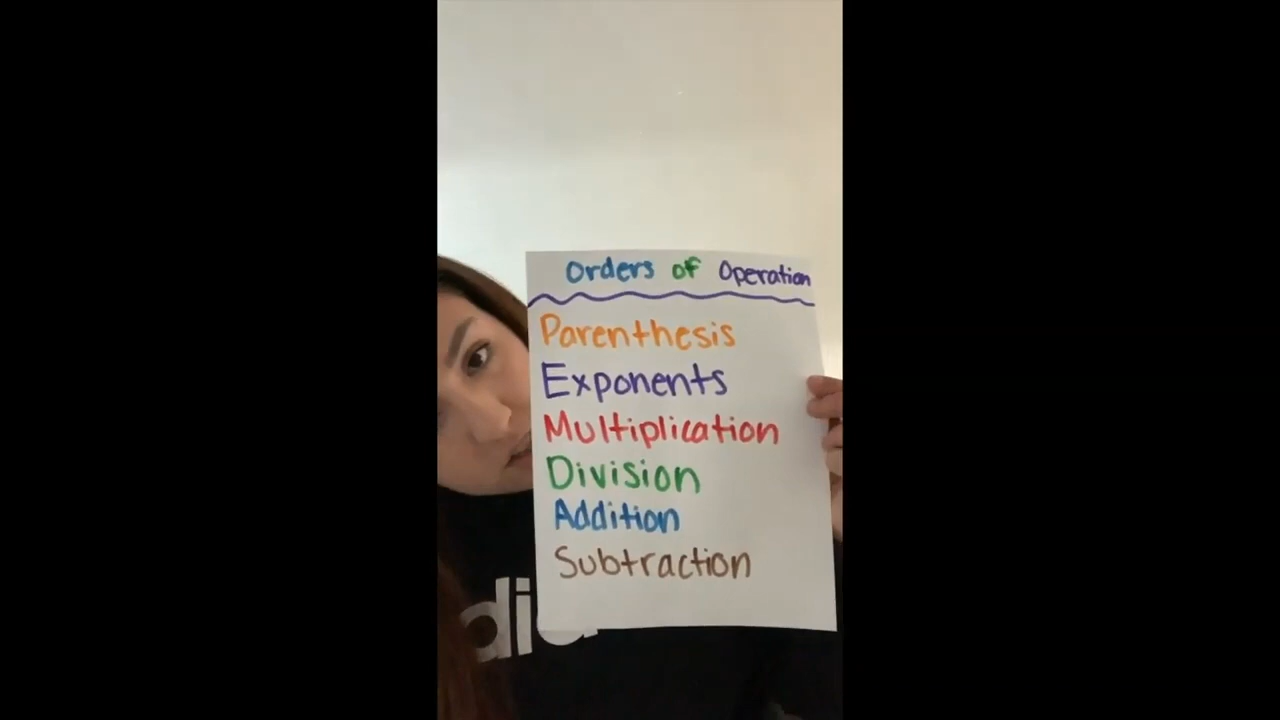 Orders of Operation
Parenthesis
Exponents
Multiplication
Division
Addition
Subtraction